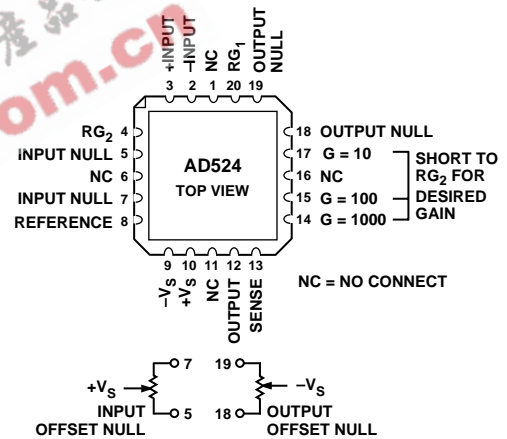 +INPUT
–INPUT
NC
RG1
OUTPUT NULL
3 2 1 20 19
RG2 4
INPUT NULL 5
NC 6
INPUT NULL 7
REFERENCE 8
AD524
TOP VIEW
18 OUTPUT NULL
17 G = 10
16 NC
15 G = 100
14 G = 1000
SHORT TO
RG2 FOR
DESIRED
GAIN
9 10 11 12 13
–VS
+VS
NC
OUTPUT
SENSE
NC = NO CONNECT
+VS
7
5
INPUT
OFFSET NULL
19
18
–VS
OUTPUT
OFFSET NULL
om.cn